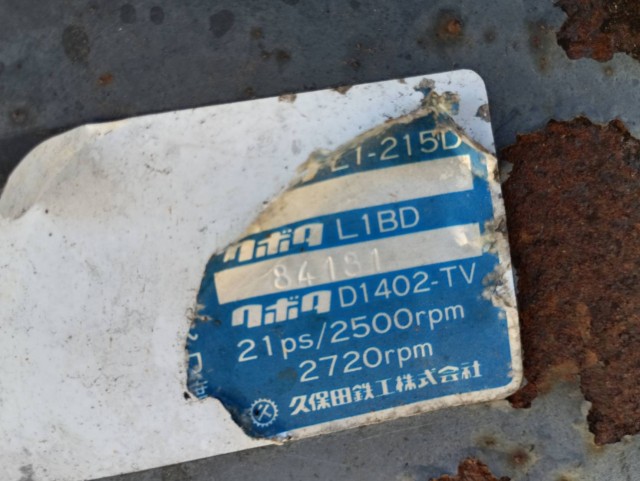 L1-215D
クボタ L1BD
84181
クボタ D1402-TV
21ps/2500rpm
2720rpm
久保田鉄工株式会社